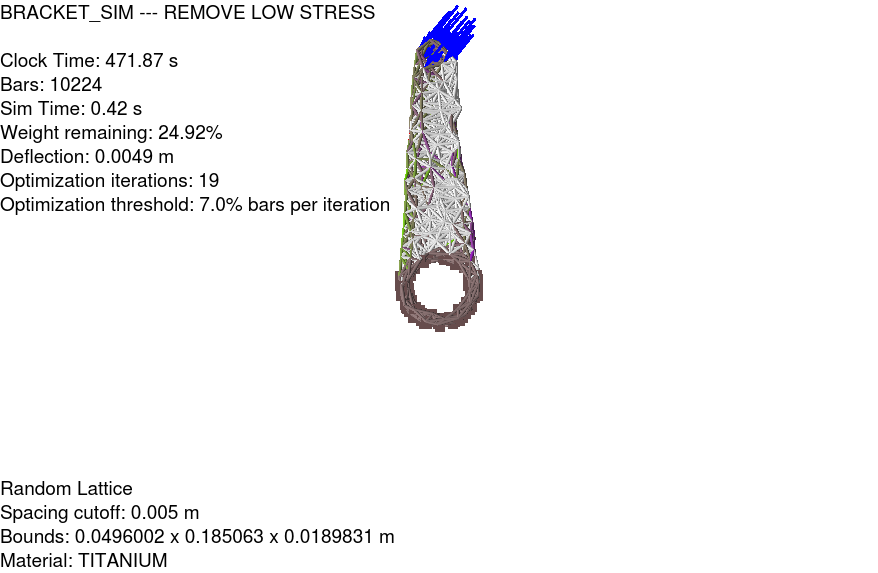 BRACKET_SIM --- REMOVE LOW STRESS
Clock Time: 471.87 s
Bars: 10224
Sim Time: 0.42 s
Weight remaining: 24.92%
Deflection: 0.0049 m
Optimization iterations: 19
Optimization threshold: 7.0% bars per iteration
Random Lattice
Spacing cutoff: 0.005 m
Bounds: 0.0496002 x 0.185063 x 0.0189831 m
Material: TITANIUM